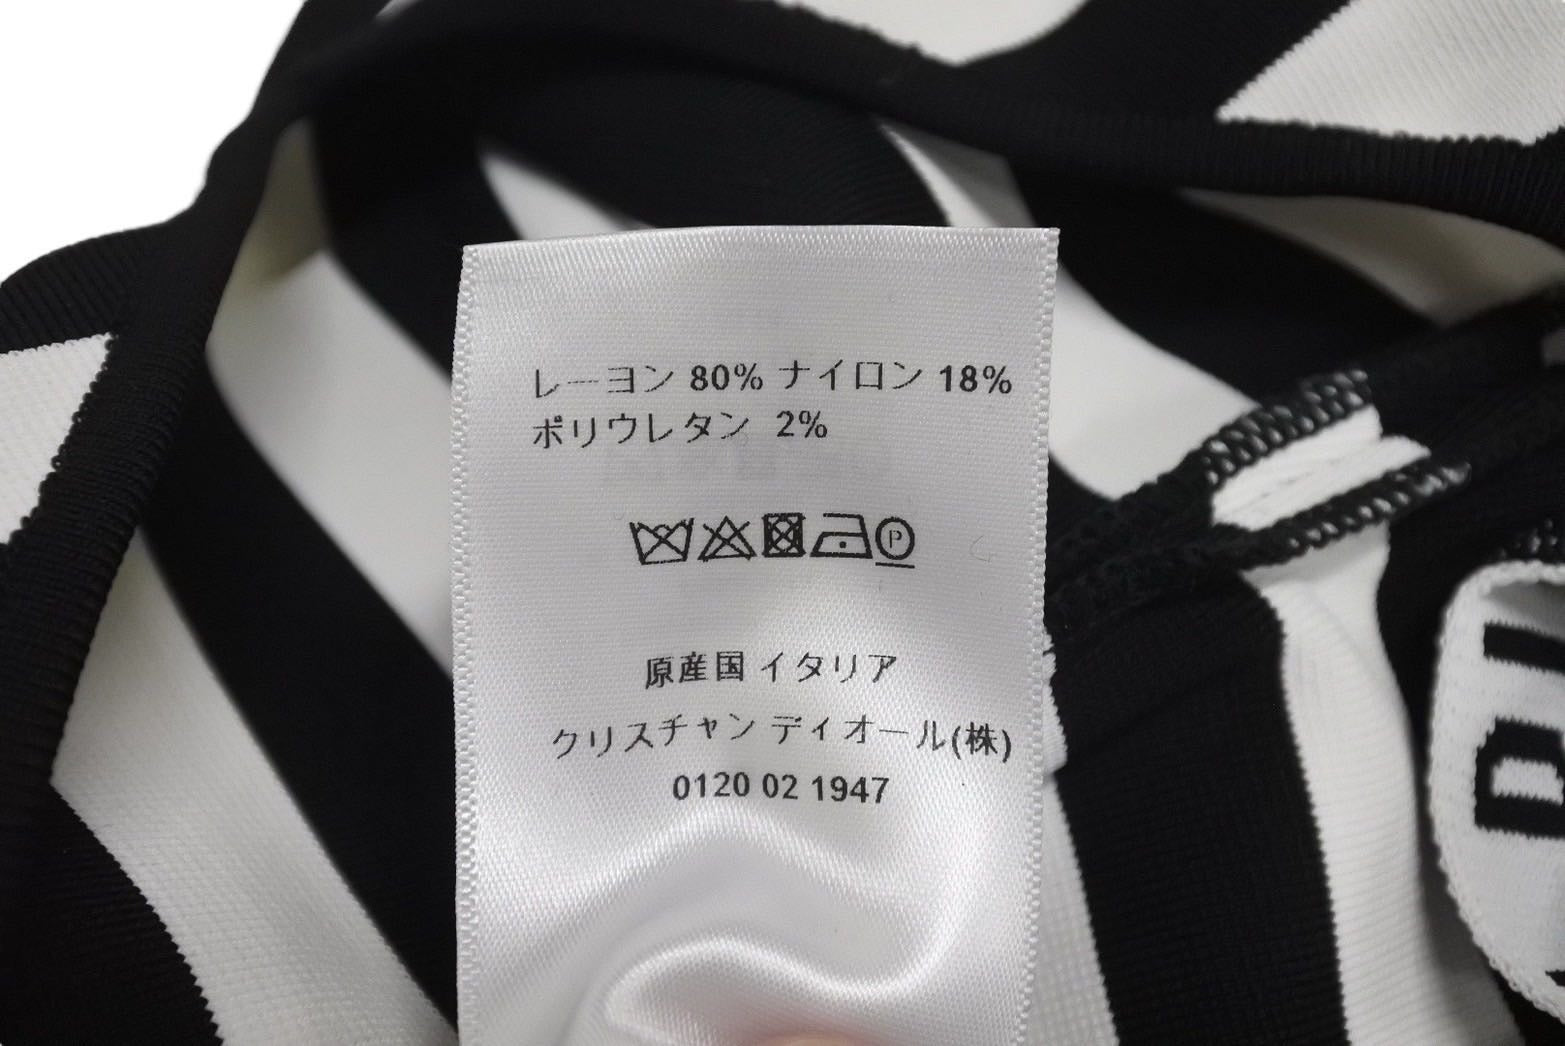 レーヨン 80% ナイロン 18%
ポリウレタン 2%
P
原産国 イタリア
クリスチャン ディオール(株)
0120 02 1947